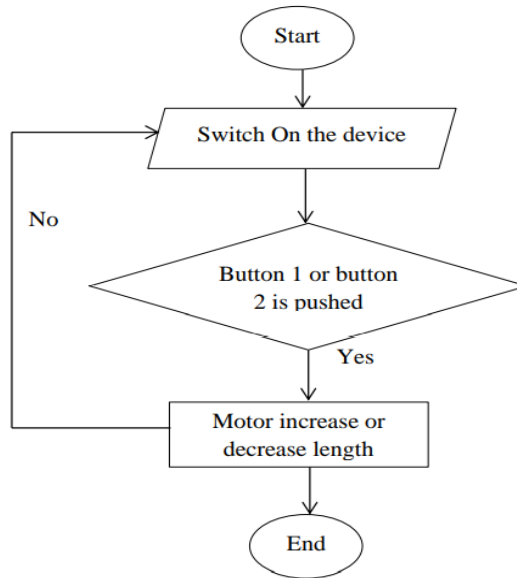 Start
Switch On the device
No
Button 1 or button
2 is pushed
Yes
Motor increase or
decrease length
End